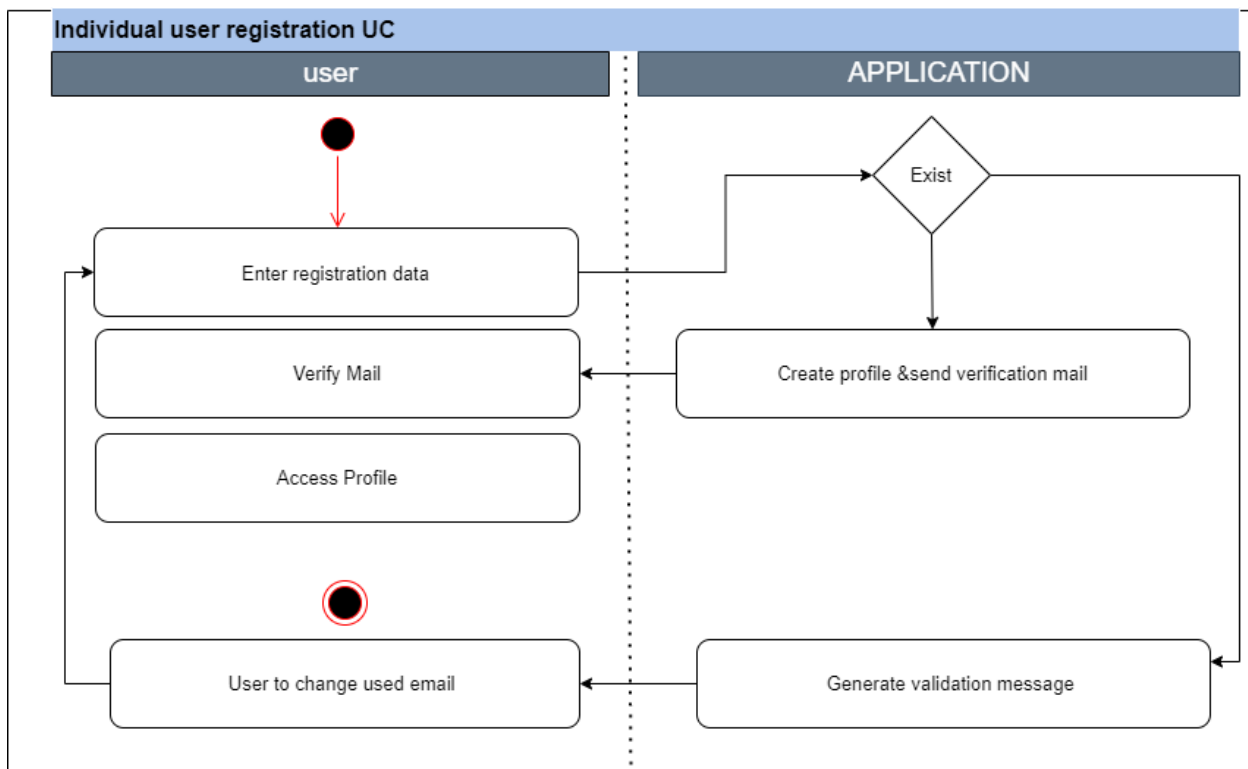 Individual user registration UC
user
APPLICATION
Exist
Enter registration data
Verify Mail
Create profile &send verification mail
Access Profile
User to change used email
Generate validation message